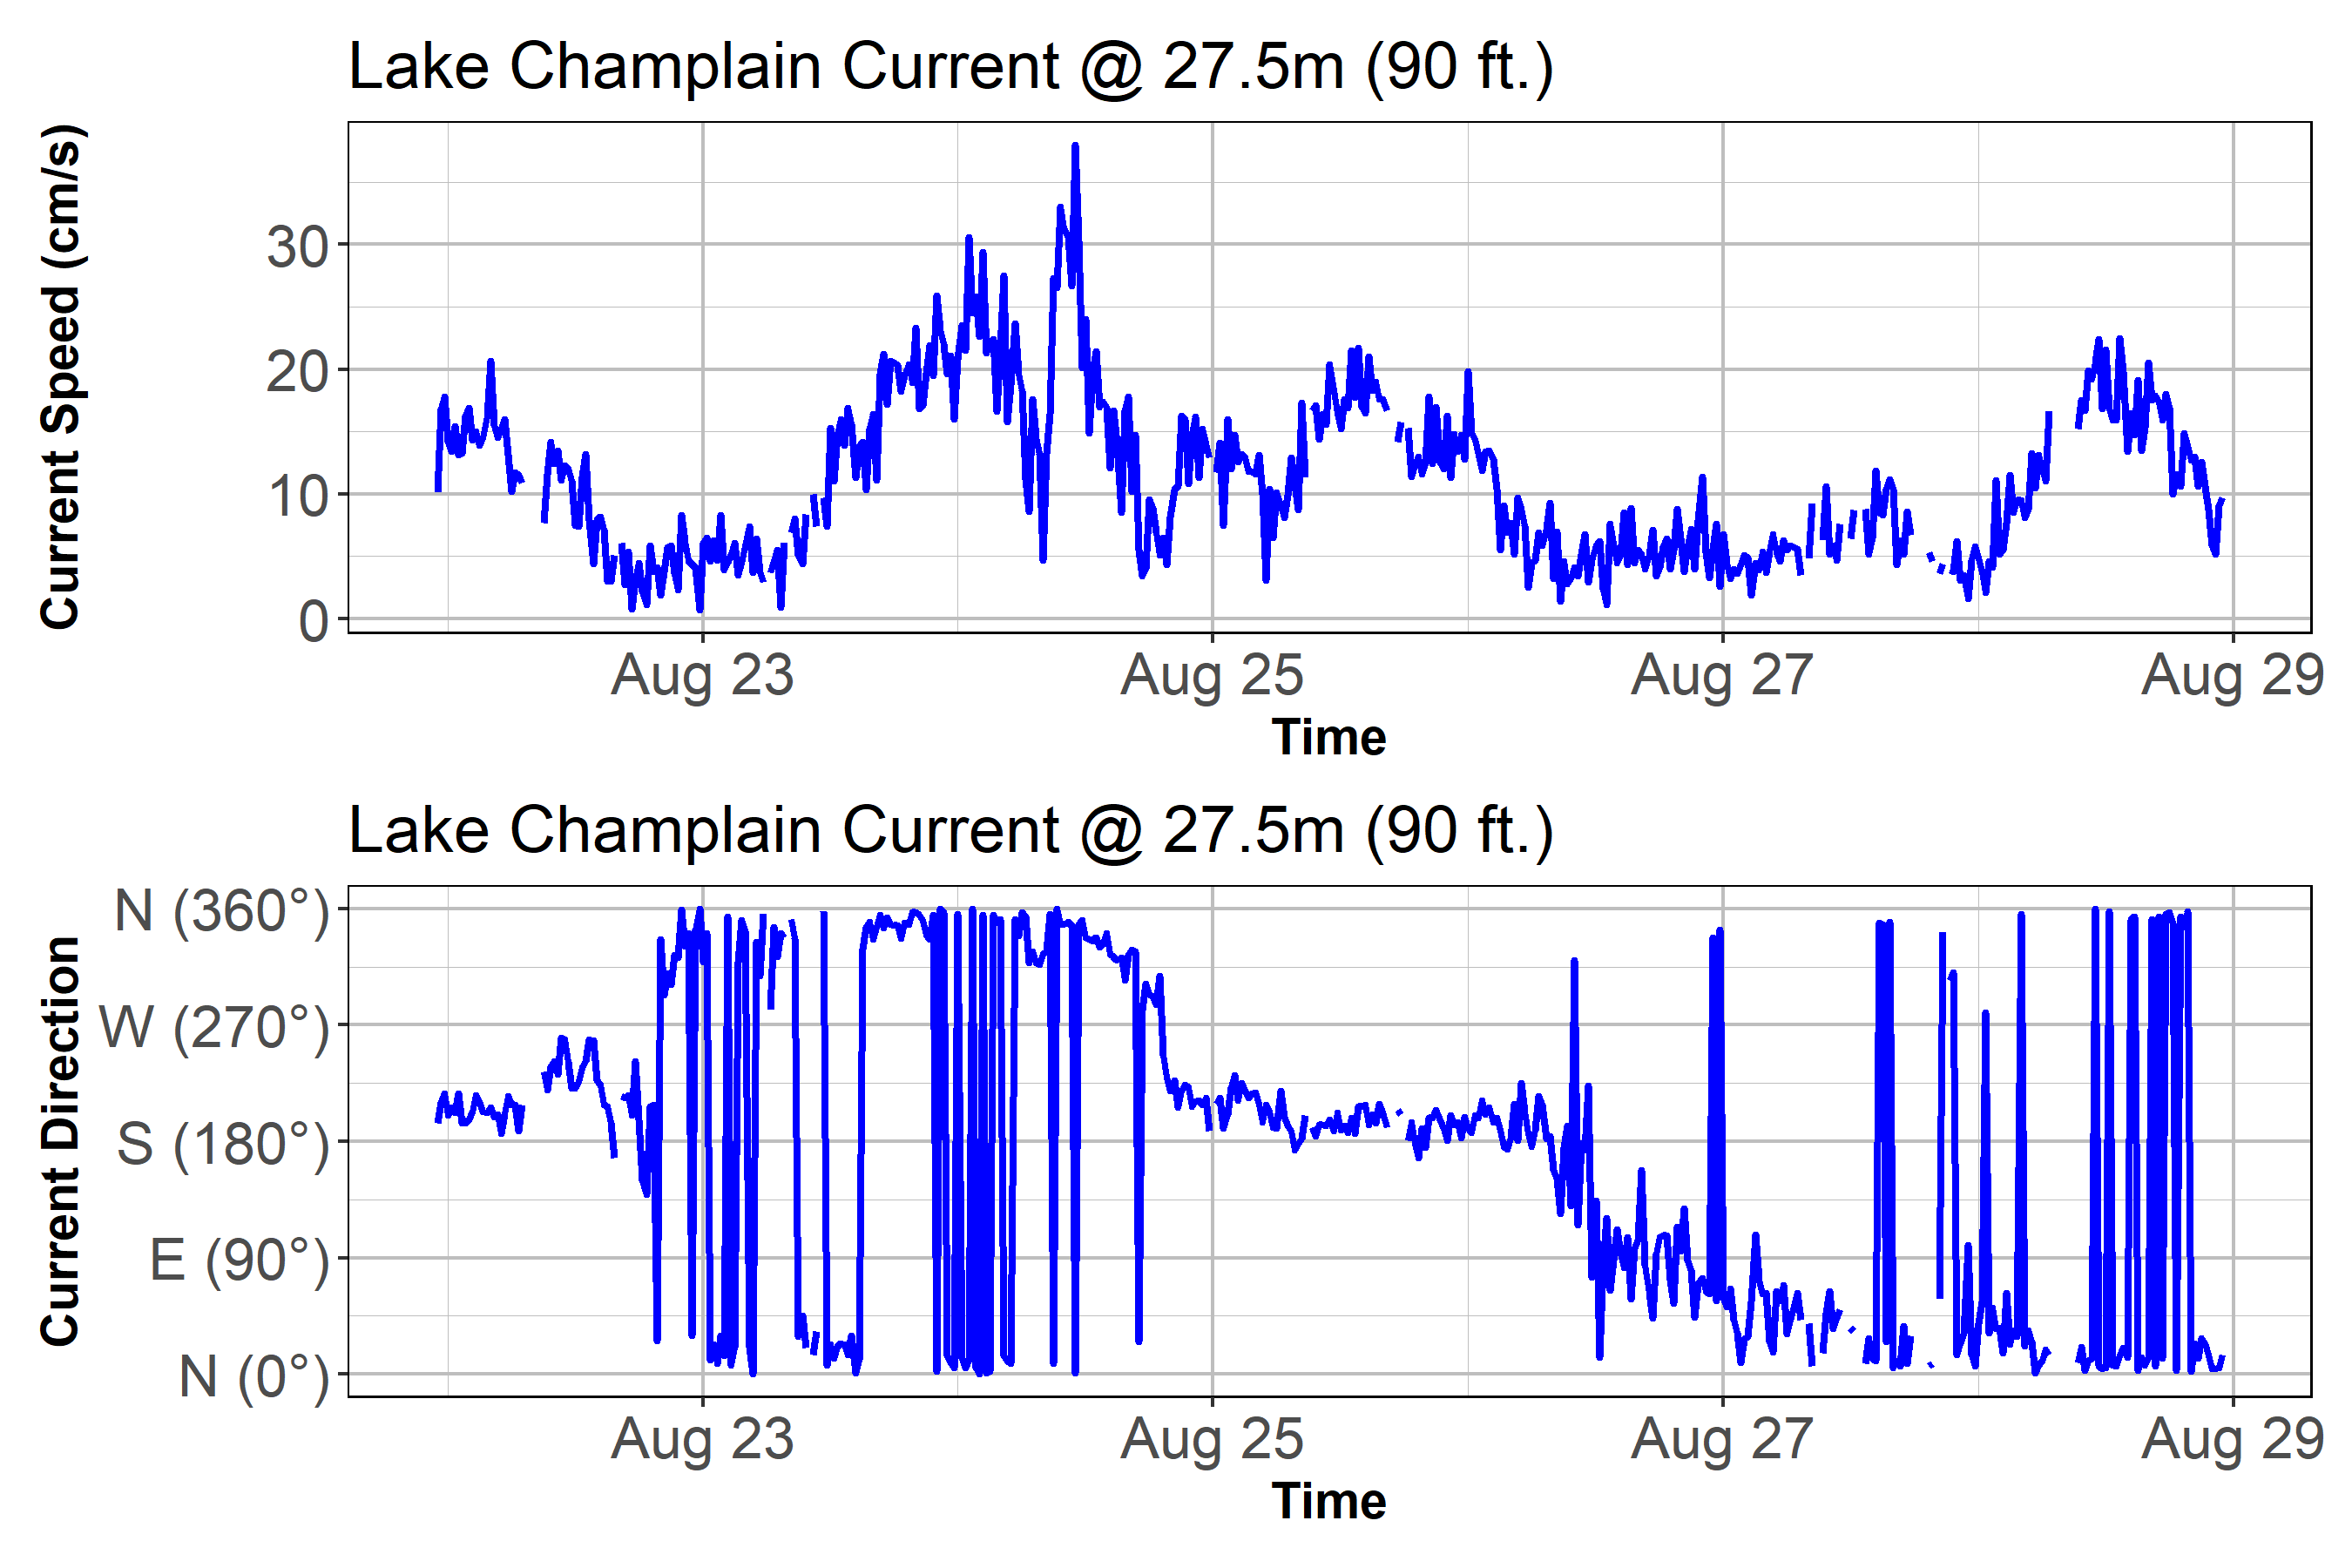 Lake Champlain Current @ 27.5m (90 ft.)
Current Speed (cm/s)
30
20
10
0
Aug 23 Aug 25 Aug 27 Aug 29
Time
Lake Champlain Current @ 27.5m (90 ft.)
Current Direction
N (360°)
W (270°)
S (180°)
E (90°)
N (0°)
Aug 23 Aug 25 Aug 27 Aug 29
Time